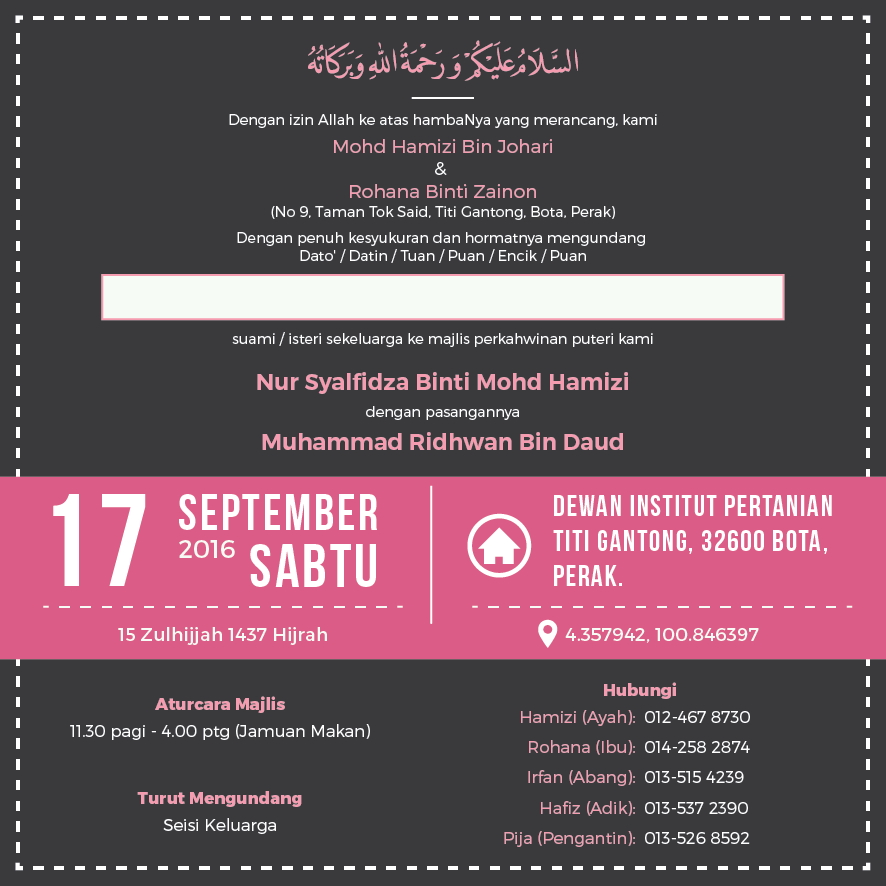 السَّلَامُ عَلَيْكُمْ وَ رَحْمَةُ اللهِ وَبَرَكَاتُهُ
Dengan izin Allah ke atas hambaNya yang merancang, kami
Mohd Hamizi Bin Johari
&
Rohana Binti Zainon
(No 9, Taman Tok Said, Titi Gantong, Bota, Perak)
Dengan penuh kesyukuran dan hormatnya mengundang
Dato' / Datin / Tuan / Puan / Encik / Puan
suami / isteri sekeluarga ke majlis perkahwinan puteri kami
Nur Syalfidza Binti Mohd Hamizi
dengan pasangannya
Muhammad Ridhwan Bin Daud
17 SEPTEMBER
2016 SABTU
15 Zulhijjah 1437 Hijrah
DEWAN INSTITUT PERTANIAN
TITI GANTONG, 32600 BOTA,
PERAK.
4.357942, 100.846397
Aturcara Majlis
11.30 pagi - 4.00 ptg (Jamuan Makan)
Turut Mengundang
Seisi Keluarga
Hubungi
Hamizi (Ayah): 012-467 8730
Rohana (Ibu): 014-258 2874
Irfan (Abang): 013-515 4239
Hafiz (Adik): 013-537 2390
Pija (Pengantin): 013-526 8592